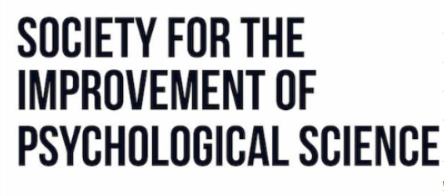 SOCIETY FOR THE
IMPROVEMENT OF
PSYCHOLOGICAL SCIENCE